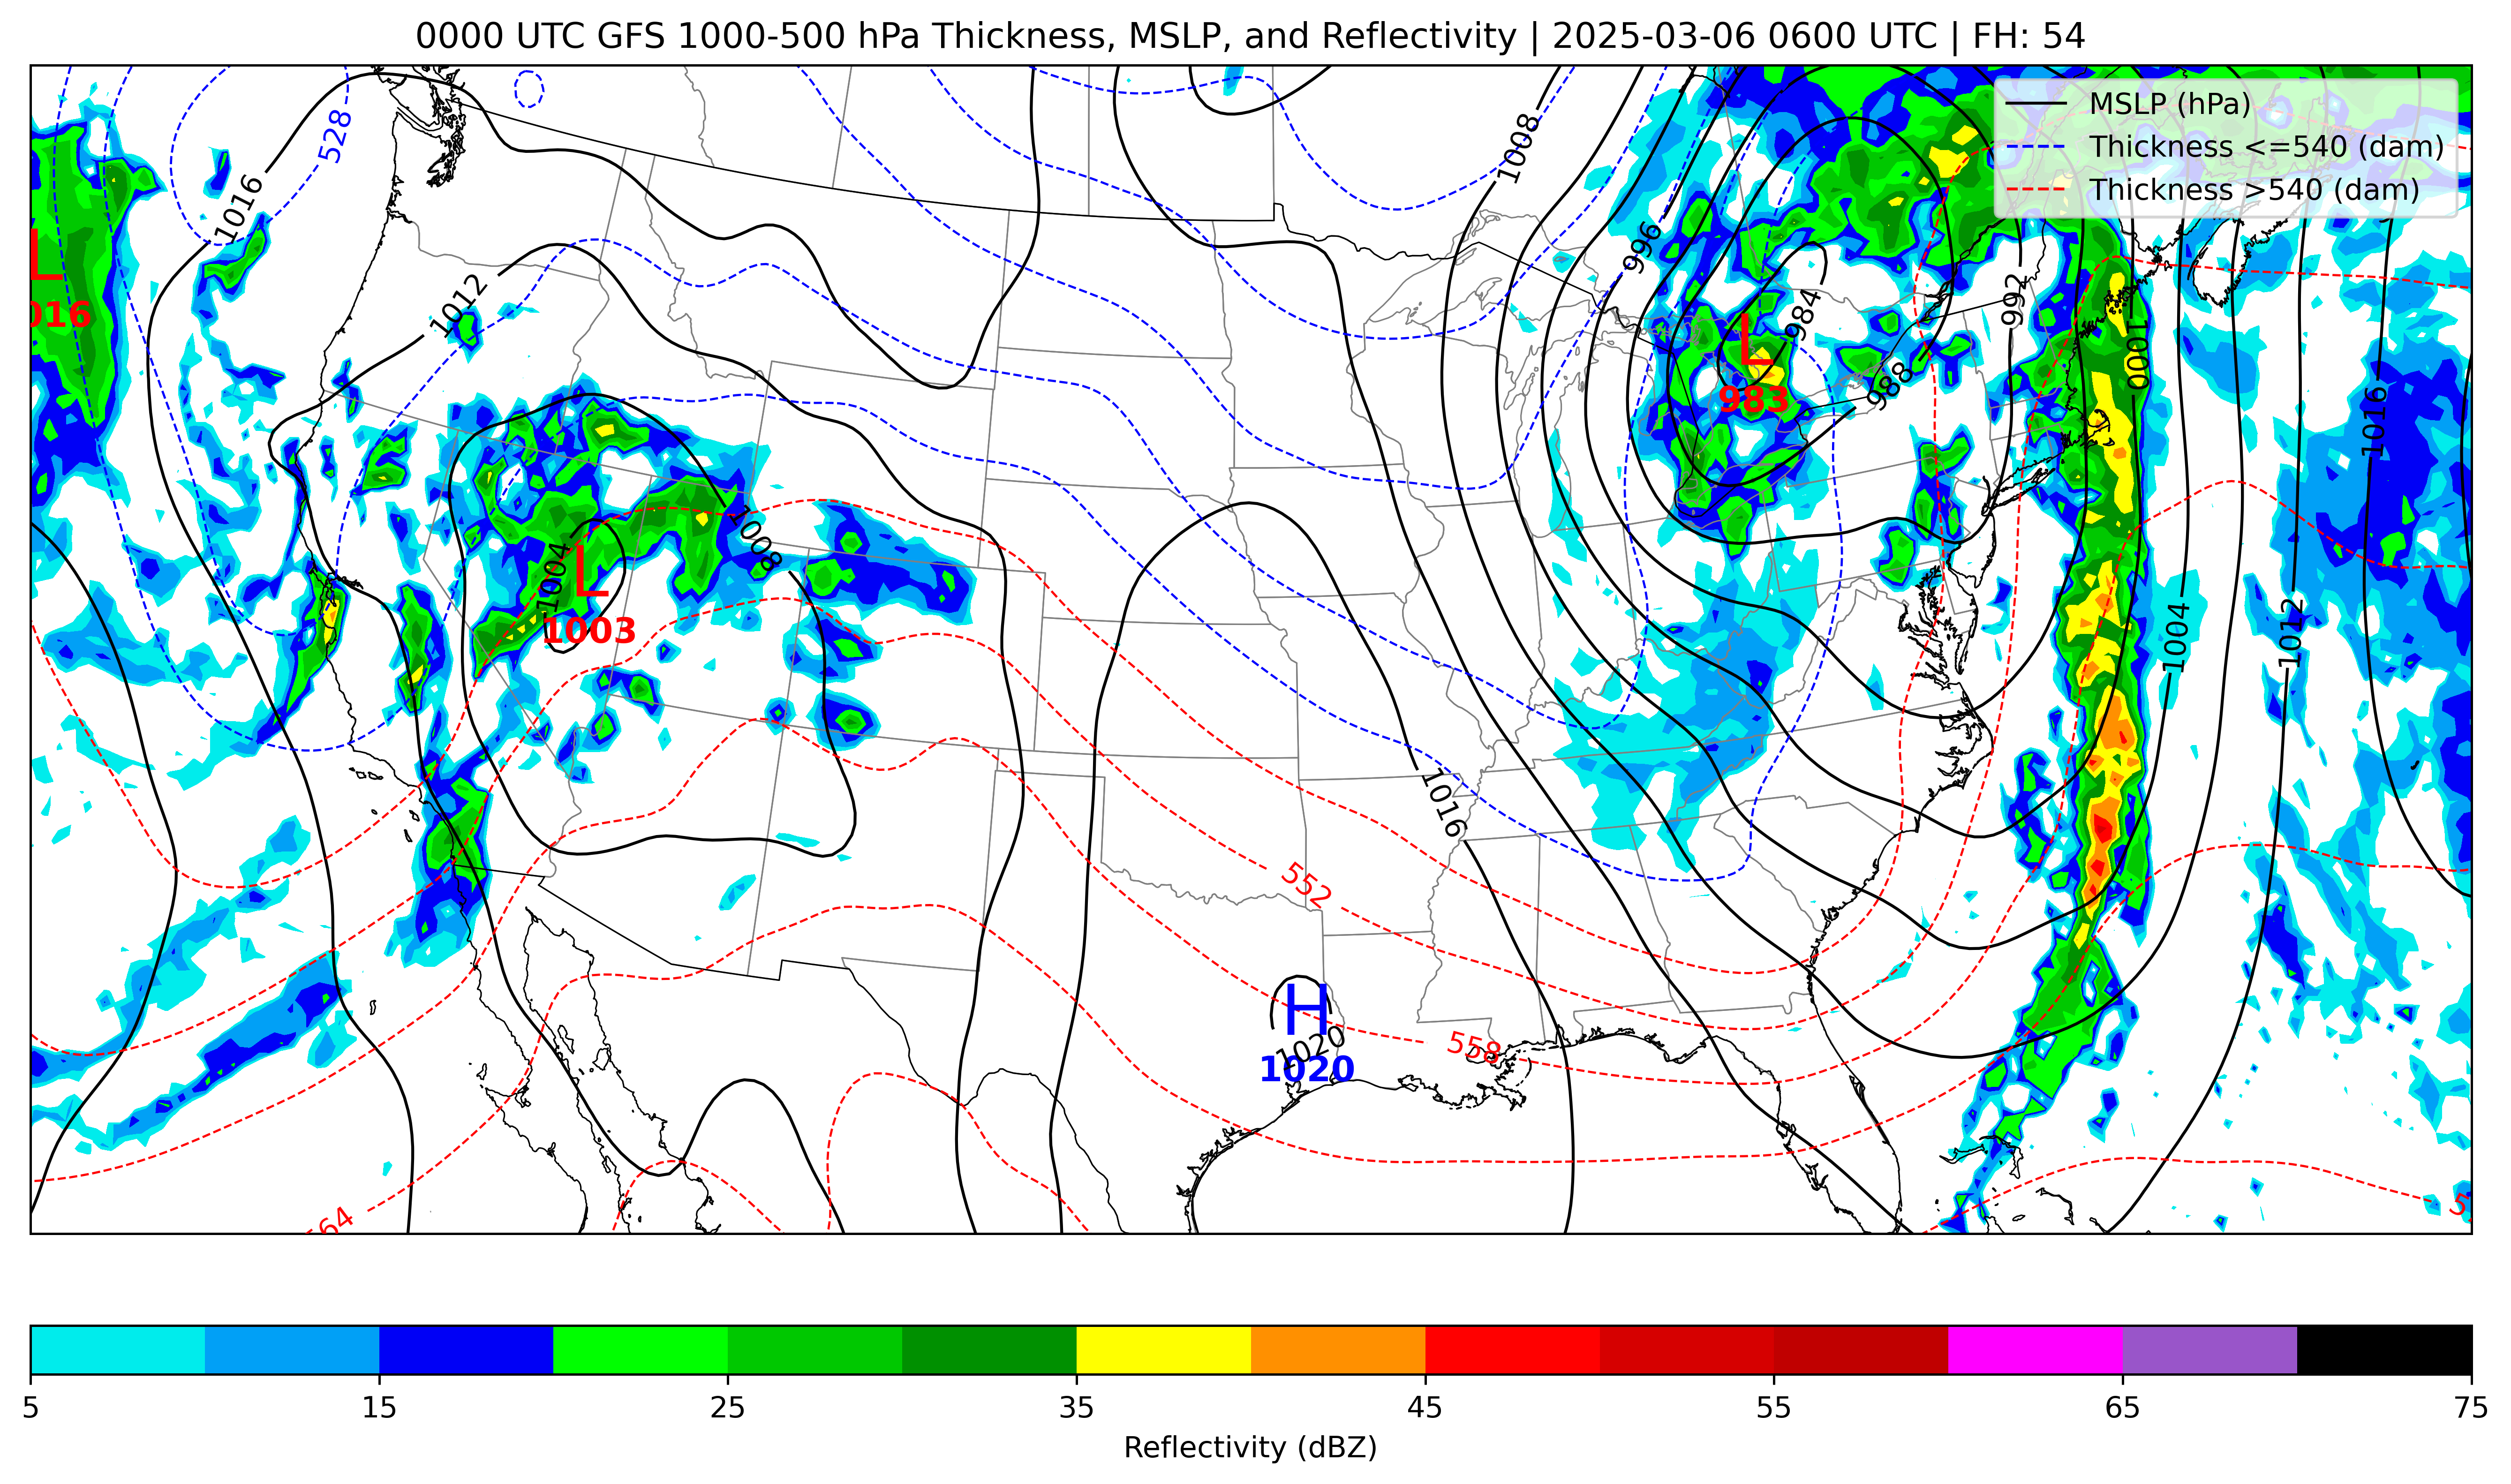 0000 UTC GFS 1000-500 hPa Thickness, MSLP, and Reflectivity | 2025-03-06 0600 UTC | FH: 54
MSLP (hPa)
Thickness <=540 (dam)
Thickness >540 (dam)
528
1008
1016
996
L
016
1012
984
992
L
983
988
1000
1016
1008
1004
L
1003
1004
1012
1016
552
H
1020
1020
558
64
5
5 15 25 35 45 55 65 75
Reflectivity (dBZ)